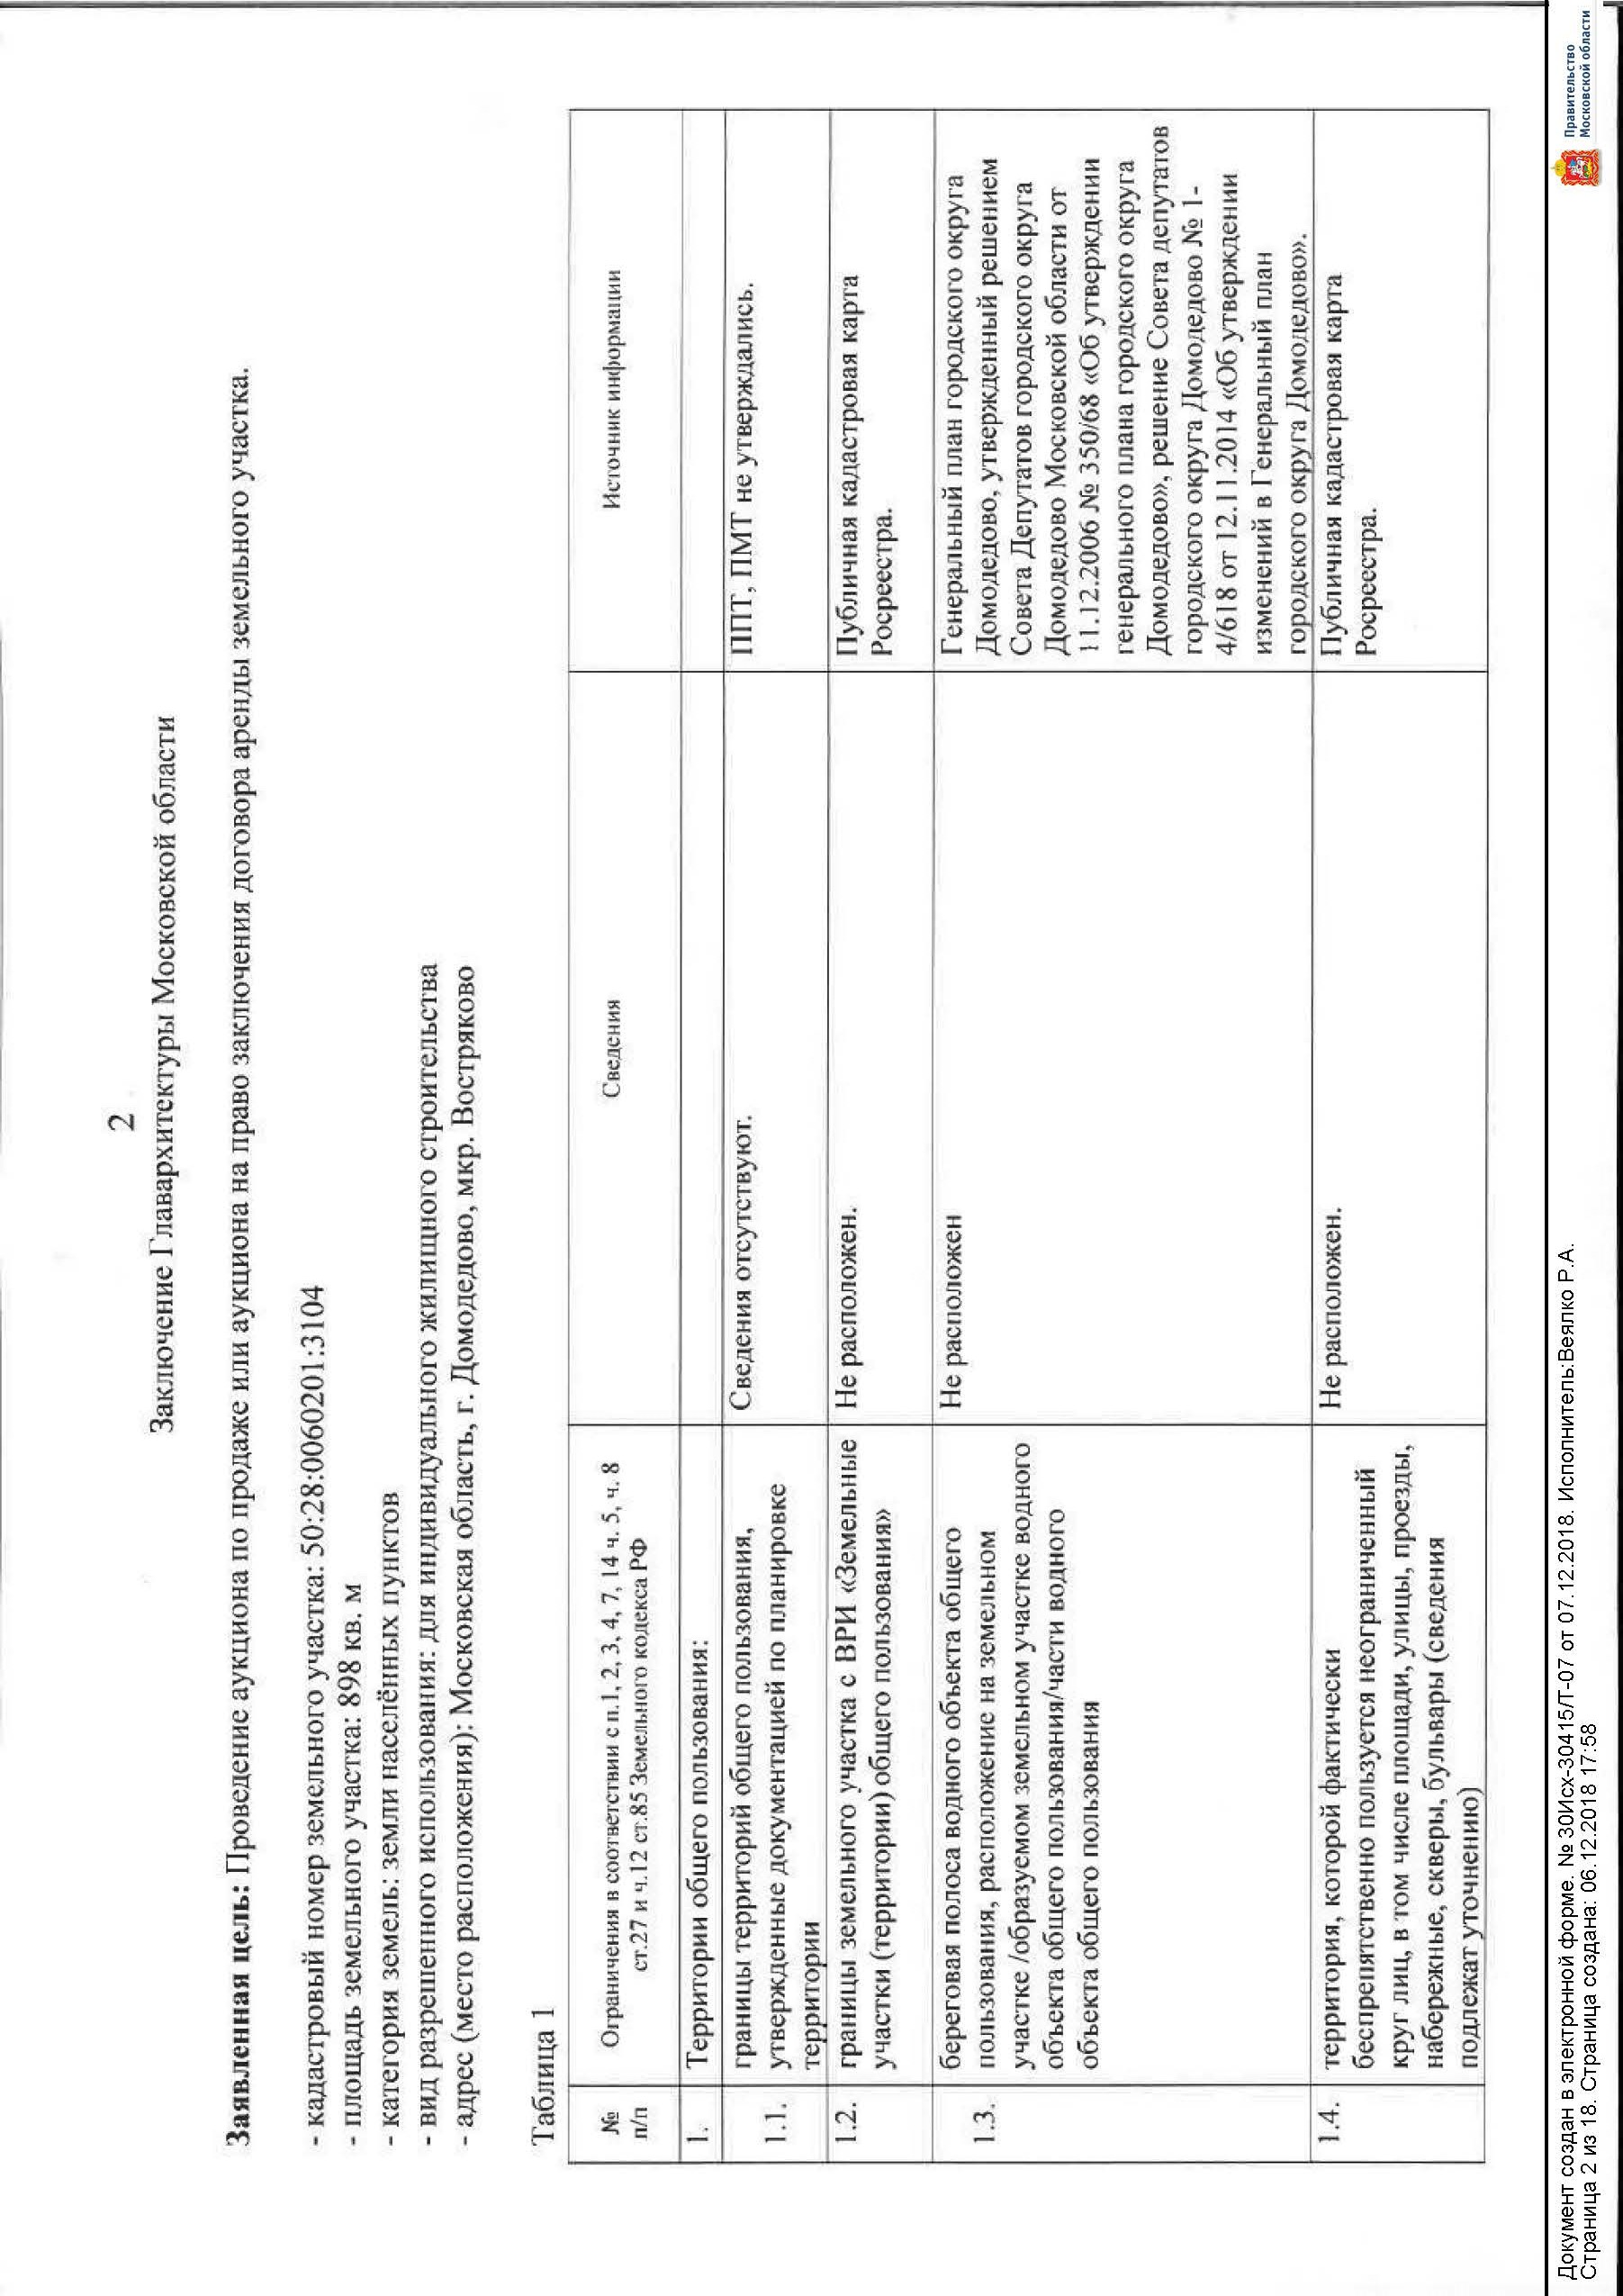 2
Заключение Главархитектуры Московской области
Заявленная цель: Проведение аукциона по продаже или аукциона на право заключения договора аренды земельного участка.
- кадастровый номер земельного участка: 50:28:0060201:3104
- площадь земельного участка: 898 кв. м
- категория земель: земли населённых пунктов
- вид разрешенного использования: для индивидуального жилищного строительства
- адрес (место расположения): Московская область, г. Домодедово, мкр. Востряково
Таблица 1
№
п/п
Ограничения в соответствии с п.1, 2, 3, 4, 7, 14 ч. 5, ч. 8
ст.27 и ч.12 ст.85 Земельного кодекса РФ
Сведения
Источник информации
1.
Территории общего пользования:
1.1.
границы территорий общего пользования,
утвержденные документацией по планировке
территории
Сведения отсутствуют.
ППТ, ПМТ не утверждались.
1.2.
границы земельного участка с ВРИ «Земельные
участки (территории) общего пользования»
Не расположен.
Публичная кадастровая карта
Росреестра.
1.3.
береговая полоса водного объекта общего
пользования, расположение на земельном
участке /образуемом земельном участке водного
объекта общего пользования/части водного
объекта общего пользования
Не расположен
Генеральный план городского округа
Домодедово, утвержденный решением
Совета Депутатов городского округа
Домодедово Московской области от
11.12.2006 № 350/68 «Об утверждении
генерального плана городского округа
Домодедово», решение Совета депутатов
городского округа Домодедово № 1-
4/618 от 12.11.2014 «Об утверждении
изменений в Генеральный план
городского округа Домодедово».
1.4.
территория, которой фактически
беспрепятственно пользуется неограниченный
круг лиц, в том числе площади, улицы, проезды,
набережные, скверы, бульвары (сведения
подлежат уточнению)
Не расположен.
Публичная кадастровая карта
Росреестра.
Документ создан в электронной форме. № 30Исх-30415/Т-07 от 07.12.2018. Исполнитель:Веялко Р.А.
Страница 2 из 18. Страница создана: 06.12.2018 17:58
Правительство
Московской области